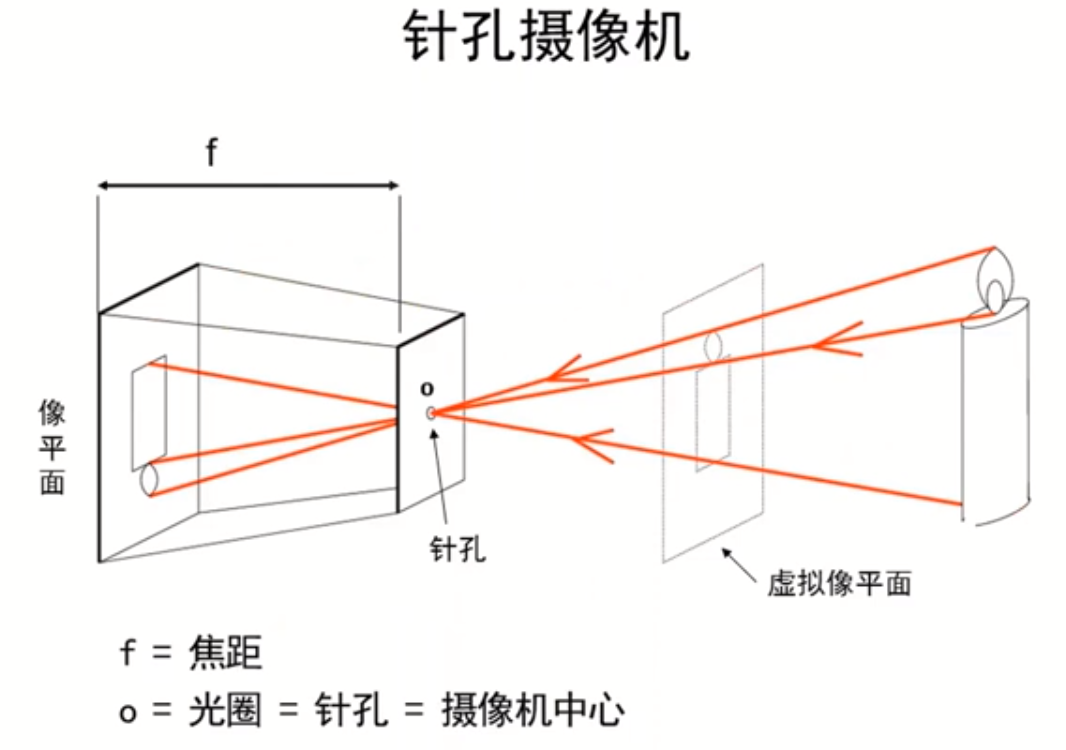 针孔摄像机
f
像
平
面
o
针孔
虚拟像平面
f = 焦距
o = 光圈 = 针孔 = 摄像机中心